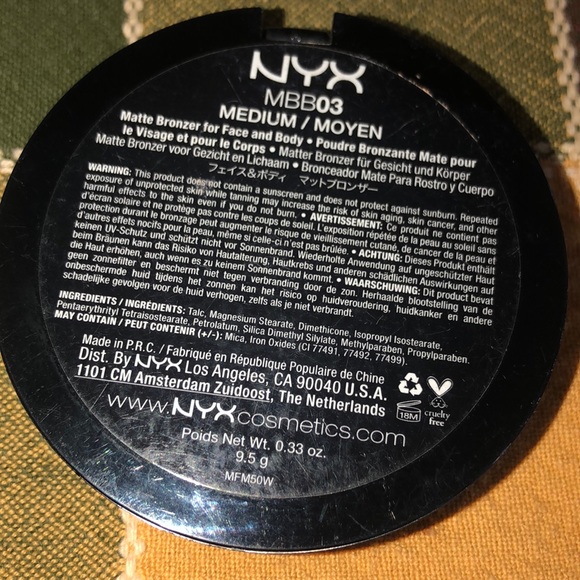 NYX
MBB03
MEDIUM / MOYEN
Matte Bronzer for Face and Body • Poudre Bronzante Mate pour
le Visage et pour le Corps • Matter Bronzer für Gesicht und Körper
Matte Bronzer voor Gezicht en Lichaam • Bronceador Mate Para Rostro y Cuerpo
フェイス&ボディ マットブロンザー
WARNING: This product does not contain a sunscreen and does not protect against sunburn. Repeated
exposure of unprotected skin while tanning may increase the risk of skin aging, skin cancer, and other
harmful effects to the skin even if you do not burn. • AVERTISSEMENT: Ce produit ne contient pas
d'écran solaire et ne protège pas contre les coups de soleil. L'exposition répétée de la peau au soleil sans
protection durant le bronzage peut augmenter le risque de vieillissement cutané, de cancer de la peau et
d'autres effets nocifs pour la peau, même si celle-ci n'est pas brûlée. • ACHTUNG: Dieses Produkt enthält
keinen UV-Schutz und schützt nicht vor Sonnenbrand. Wiederholte Anwendung auf ungeschützter Haut
beim Bräunen kann das Risiko von Hautalterung, Hautkrebs und anderen schädlichen Auswirkungen auf
die Haut erhöhen, auch wenn es zu keinem Sonnenbrand kommt. • WAARSCHUWING: Dit product bevat
geen zonnefilter en beschermt niet tegen verbranding door de zon. Herhaalde blootstelling van de
onbeschermde huid tijdens het zonnen kan het risico op huidveroudering, huidkanker en andere
schadelijke gevolgen voor de huid verhogen, zelfs als je niet verbrandt.
INGREDIENTS / INGRÉDIENTS: Talc, Magnesium Stearate, Dimethicone, Isopropyl Isostearate,
Pentaerythrityl Tetraisostearate, Petrolatum, Silica Dimethyl Silylate, Methylparaben, Propylparaben.
MAY CONTAIN / PEUT CONTENIR (+/-): Mica, Iron Oxides (CI 77491, 77492, 77499).
Made in P.R.C. / Fabriqué en République Populaire de Chine
Dist. By NYX Los Angeles, CA 90040 U.S.A.
1101 CM Amsterdam Zuidoost, The Netherlands
www.NYXcosmetics.com
18M
cruelty
free
Poids Net Wt. 0.33 oz.
9.5 g
MFM50W